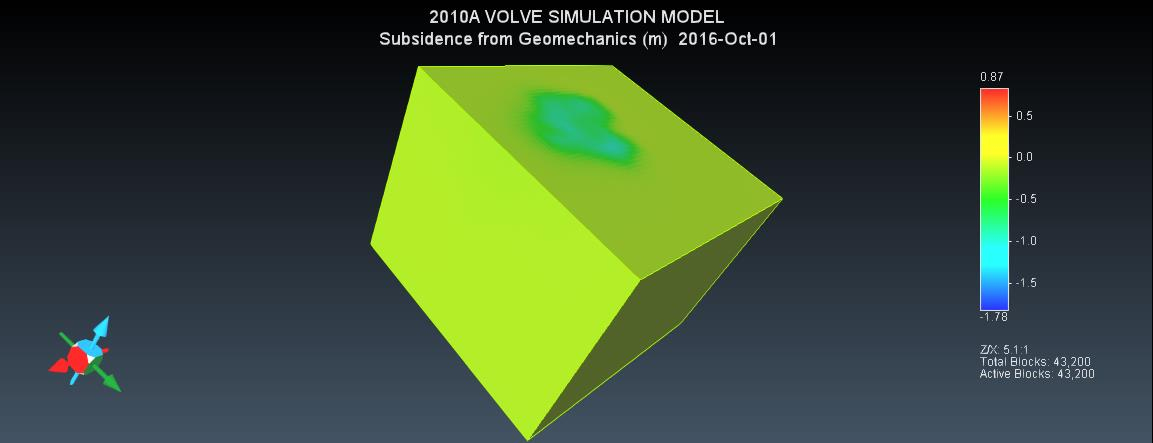 2010A VOLVE SIMULATION MODEL
Subsidence from Geomechanics (m) 2016-Oct-01
0.87
0.5
0.0
-0.5
-1.0
-1.5
-1.78
Z/X: 5.1:1
Total Blocks: 43,200
Active Blocks: 43,200